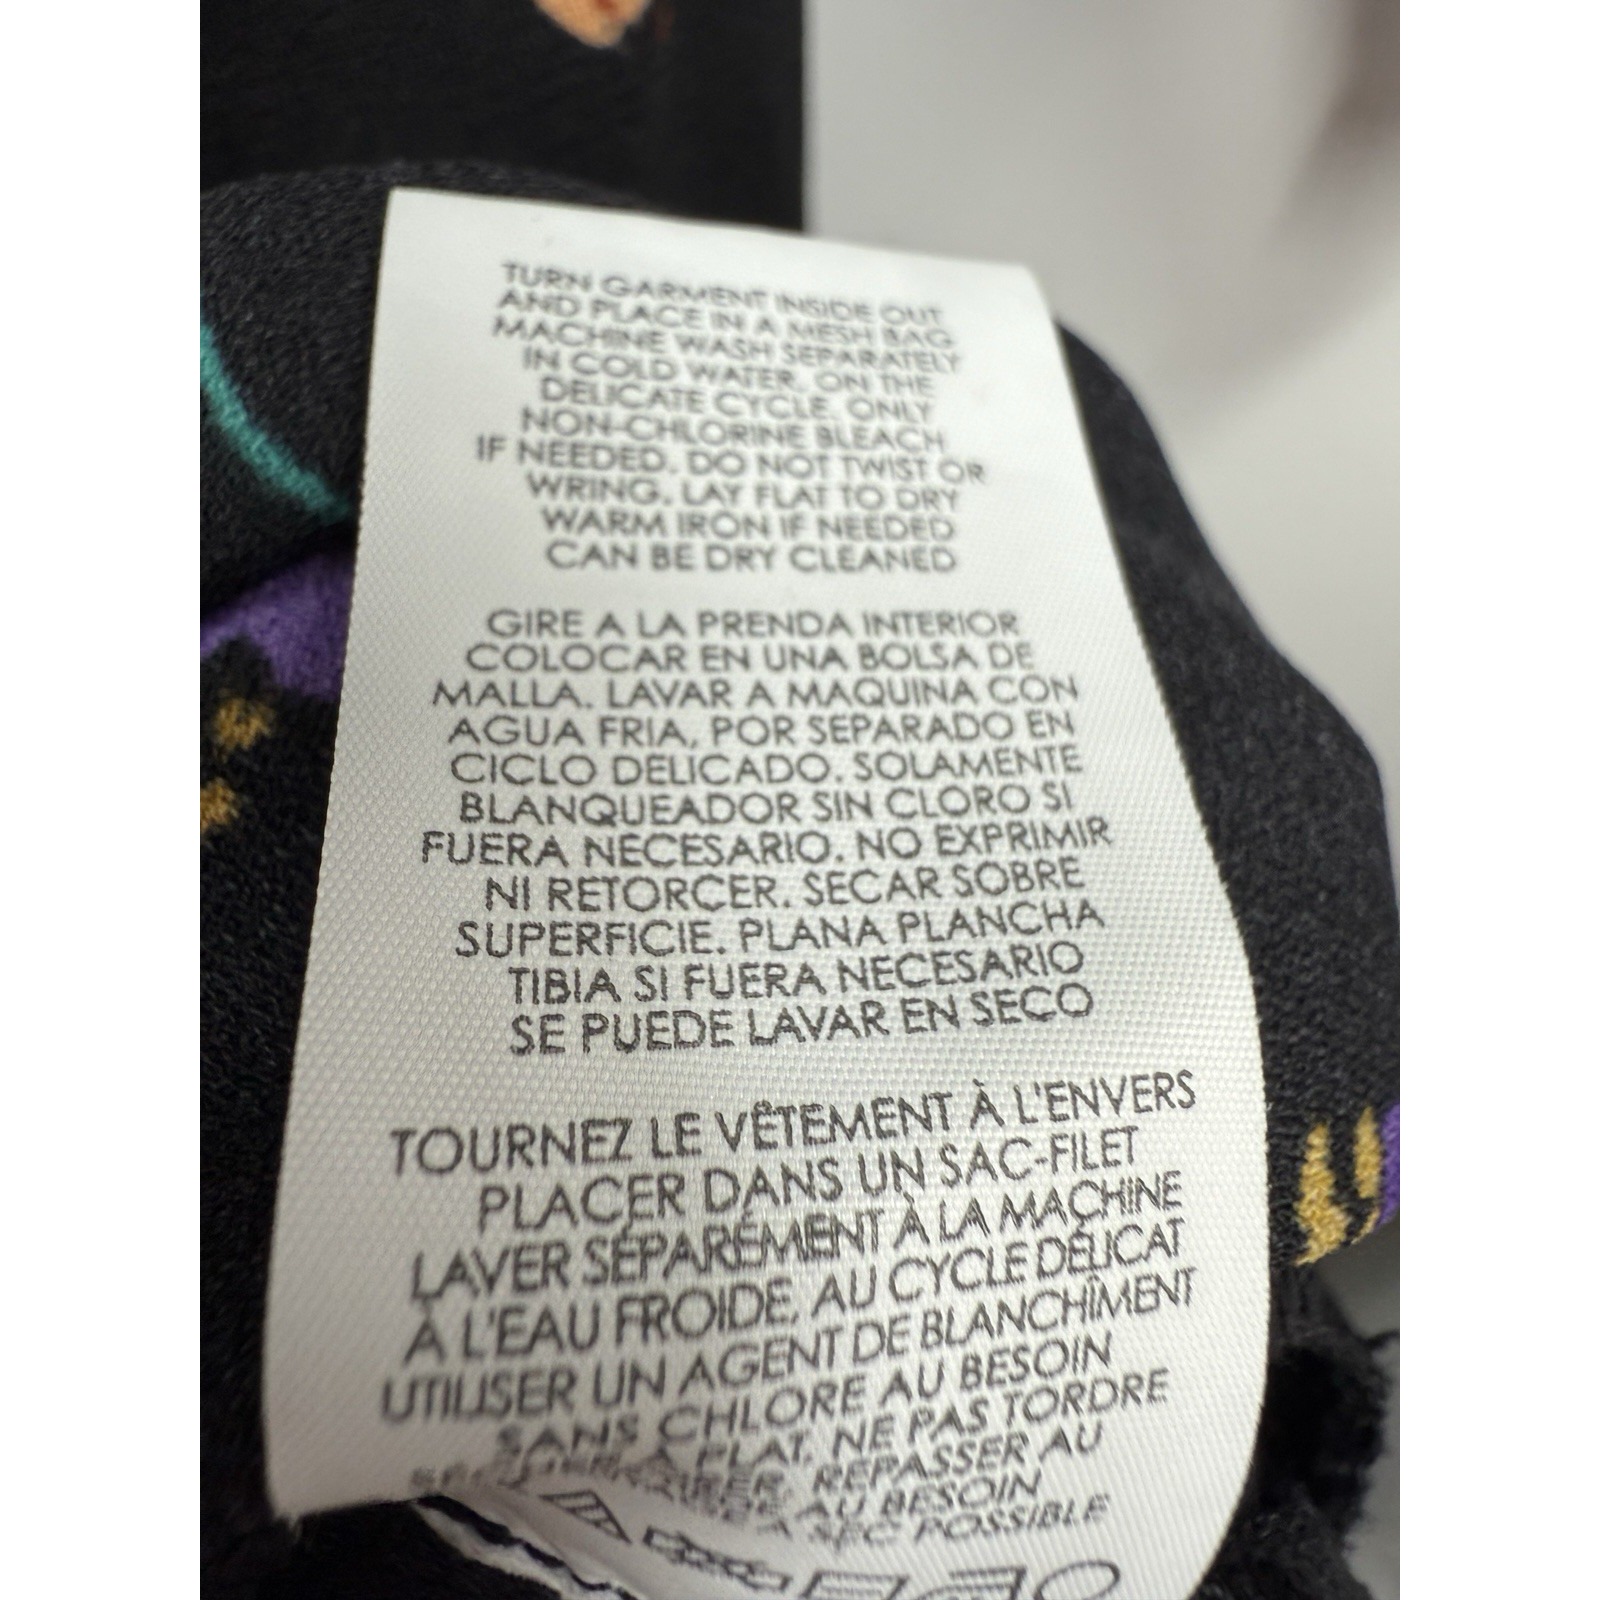 TURN GARMENT INSIDE OUT
AND PLACE IN A MESH BAG
MACHINE WASH SEPARATELY
IN COLD WATER. ON THE
DELICATE CYCLE. ONLY
NON-CHLORINE BLEACH
IF NEEDED. DO NOT TWIST OR
WRING. LAY FLAT TO DRY
WARM IRON IF NEEDED
CAN BE DRY CLEANED
GIRE A LA PRENDA INTERIOR
COLOCAR EN UNA BOLSA DE
MALLA. LAVAR A MAQUINA CON
AGUA FRIA, POR SEPARADO EN
CICLO DELICADO. SOLAMENTE
BLANQUEADOR SIN CLORO SI
FUERA NECESARIO. NO EXPRIMIR
NI RETORCER. SECAR SOBRE
SUPERFICIE. PLANA PLANCHA
TIBIA SI FUERA NECESARIO
SE PUEDE LAVAR EN SECO
TOURNEZ LE VÊTEMENT À L'ENVERS
PLACER DANS UN SAC-FILET
LAVER SÉPARÉMENT À LA MACHINE
À L'EAU FROIDE, AU CYCLE DÉLICAT
UTILISER UN AGENT DE BLANCHÎMENT
SANS CHLORE AU BESOIN
À PLAT. NE PAS TORDRE
REPASSER AU
AU BESOIN
À SEC POSSIBLE